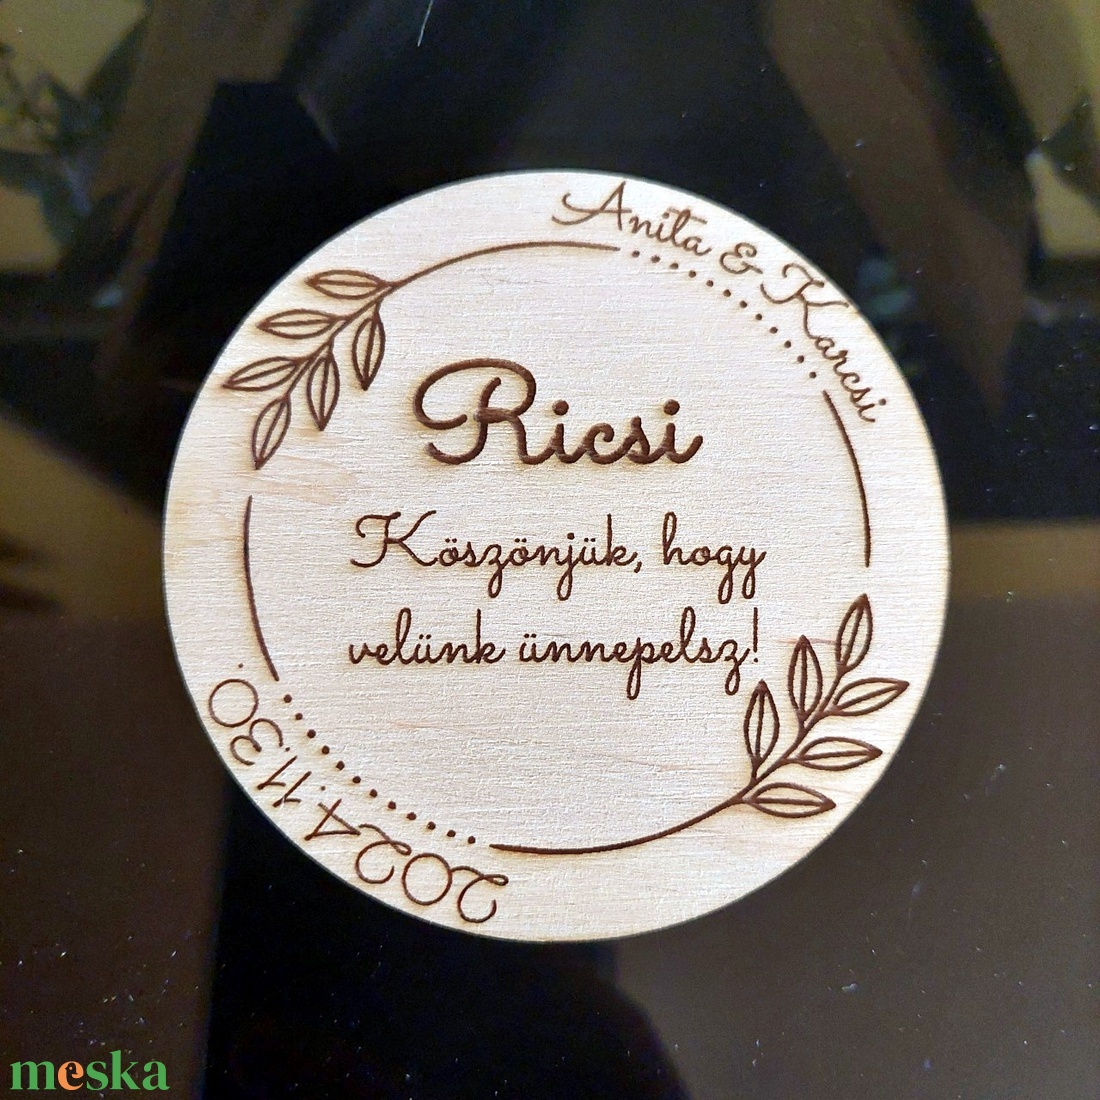 Anita & Karcsi
Ricsi
Köszönjük, hogy
velünk ünnepelsz!
2024.11.30.
meska